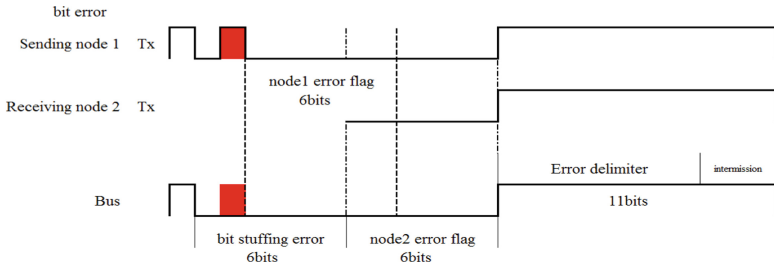 bit error
Sending node 1 Tx
node1 error flag
6bits
Receiving node 2 Tx
Error delimiter
intermission
Bus
11bits
bit stuffing error
6bits
node2 error flag
6bits